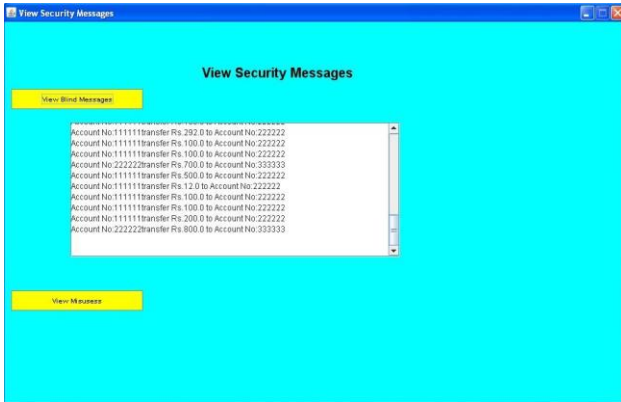 View Security Messages
View Security Messages
View Blind Messages
Account No:111111transfer Rs.292.0 to Account No:222222
Account No:111111transfer Rs.100.0 to Account No:222222
Account No:111111transfer Rs.100.0 to Account No:222222
Account No:222222transfer Rs.700.0 to Account No:333333
Account No:111111transfer Rs.500.0 to Account No:222222
Account No:111111transfer Rs.12.0 to Account No:222222
Account No:111111transfer Rs.100.0 to Account No:222222
Account No:111111transfer Rs.100.0 to Account No:222222
Account No:111111transfer Rs.200.0 to Account No:222222
Account No:222222transfer Rs.800.0 to Account No:333333
View Misusess